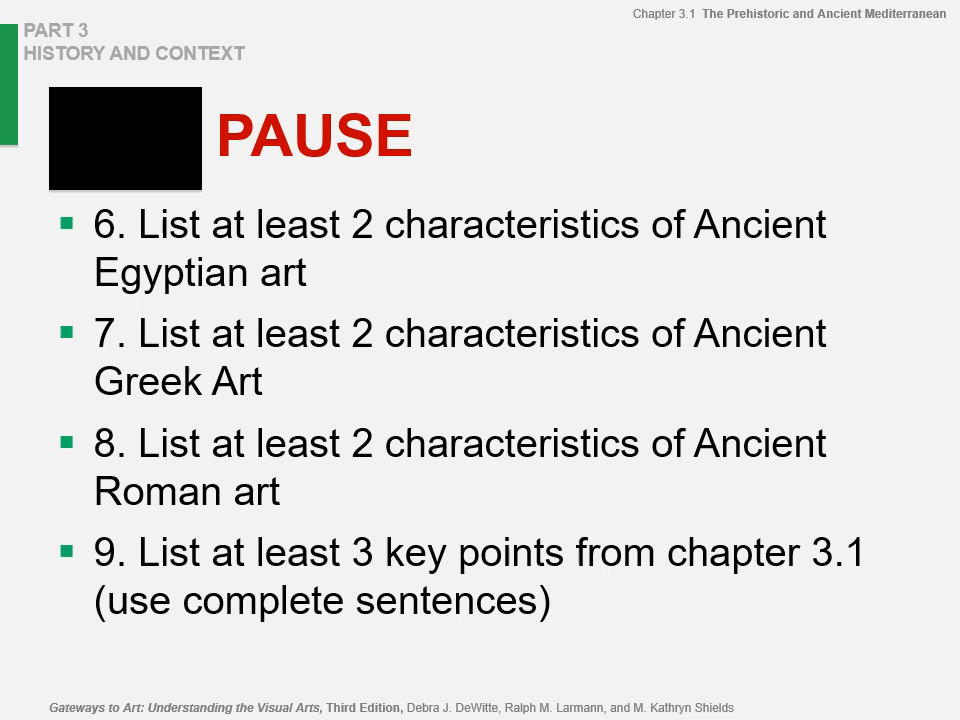 Chapter 3.1 The Prehistoric and Ancient Mediterranean
PART 3
HISTORY AND CONTEXT
PAUSE
▪ 6. List at least 2 characteristics of Ancient
Egyptian art
▪ 7. List at least 2 characteristics of Ancient
Greek Art
▪ 8. List at least 2 characteristics of Ancient
Roman art
▪ 9. List at least 3 key points from chapter 3.1
(use complete sentences)
Gateways to Art: Understanding the Visual Arts, Third Edition, Debra J. DeWitte, Ralph M. Larmann, and M. Kathryn Shields